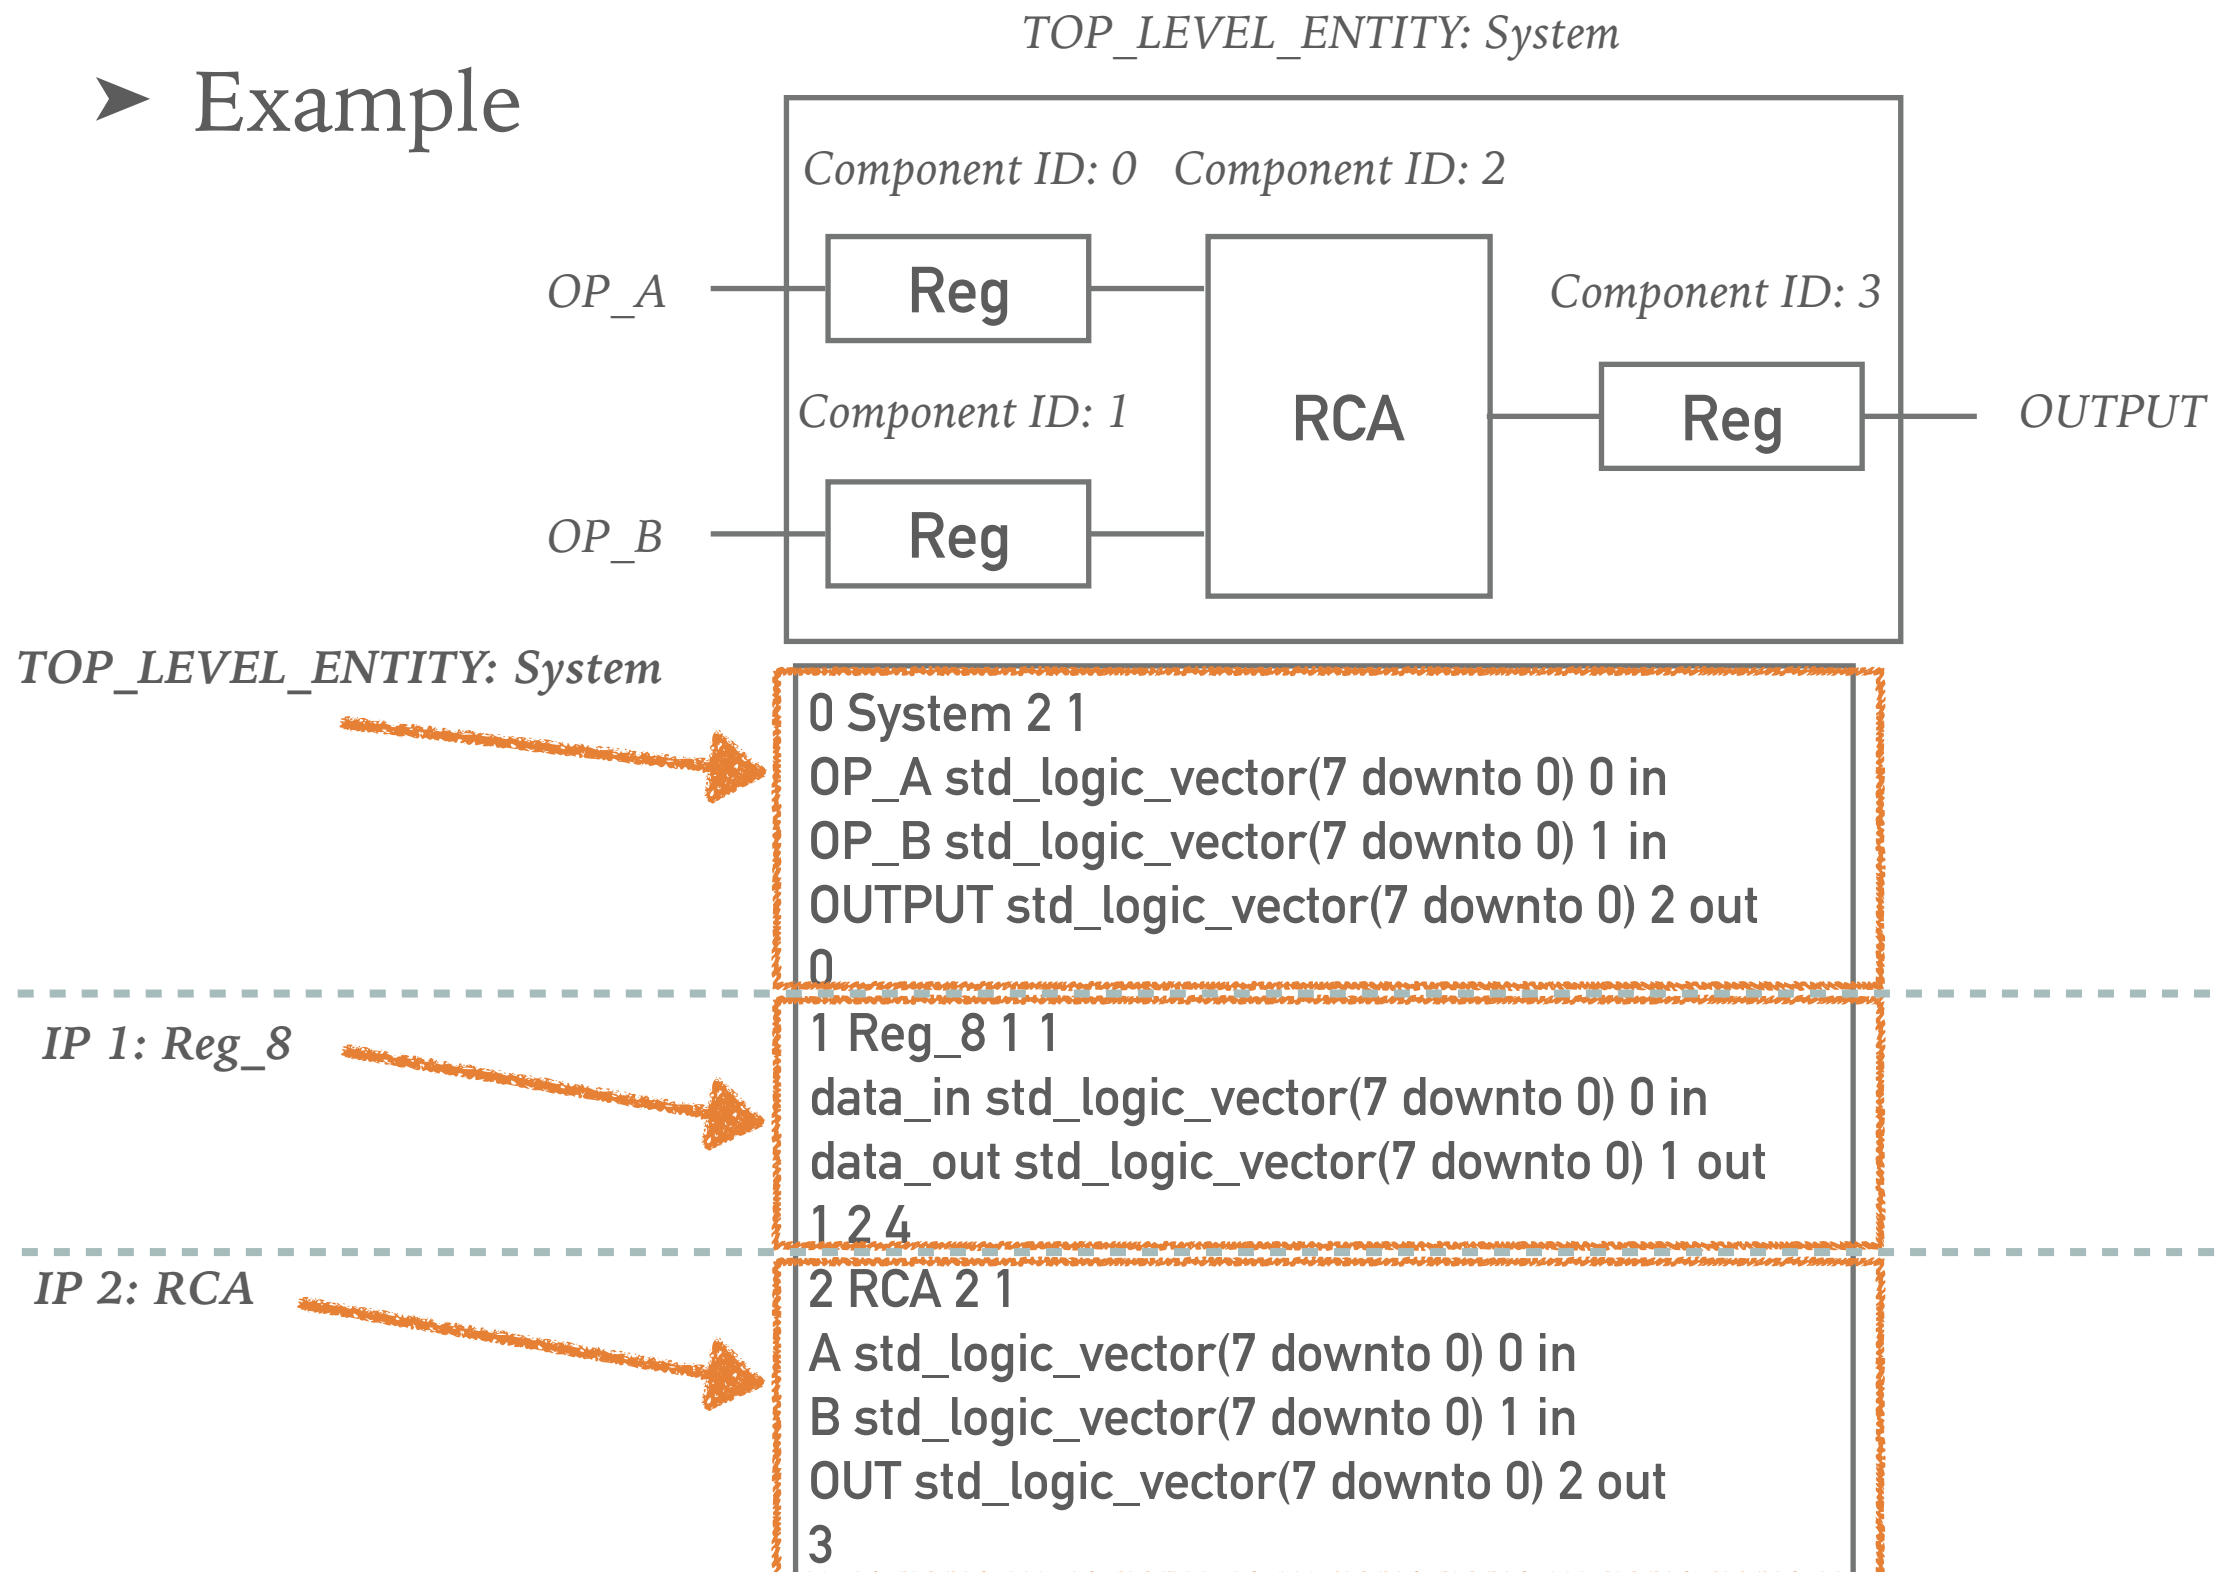 TOP_LEVEL_ENTITY: System
➤ Example
Component ID: 0 Component ID: 2
OP_A
Reg
Component ID: 3
Component ID: 1
RCA
Reg
OUTPUT
OP_B
Reg
TOP_LEVEL_ENTITY: System
0 System 2 1
OP_A std_logic_vector(7 downto 0) 0 in
OP_B std_logic_vector(7 downto 0) 1 in
OUTPUT std_logic_vector(7 downto 0) 2 out
0
IP 1: Reg_8
1 Reg_8 1 1
data_in std_logic_vector(7 downto 0) 0 in
data_out std_logic_vector(7 downto 0) 1 out
1 2 4
IP 2: RCA
2 RCA 2 1
A std_logic_vector(7 downto 0) 0 in
B std_logic_vector(7 downto 0) 1 in
OUT std_logic_vector(7 downto 0) 2 out
3